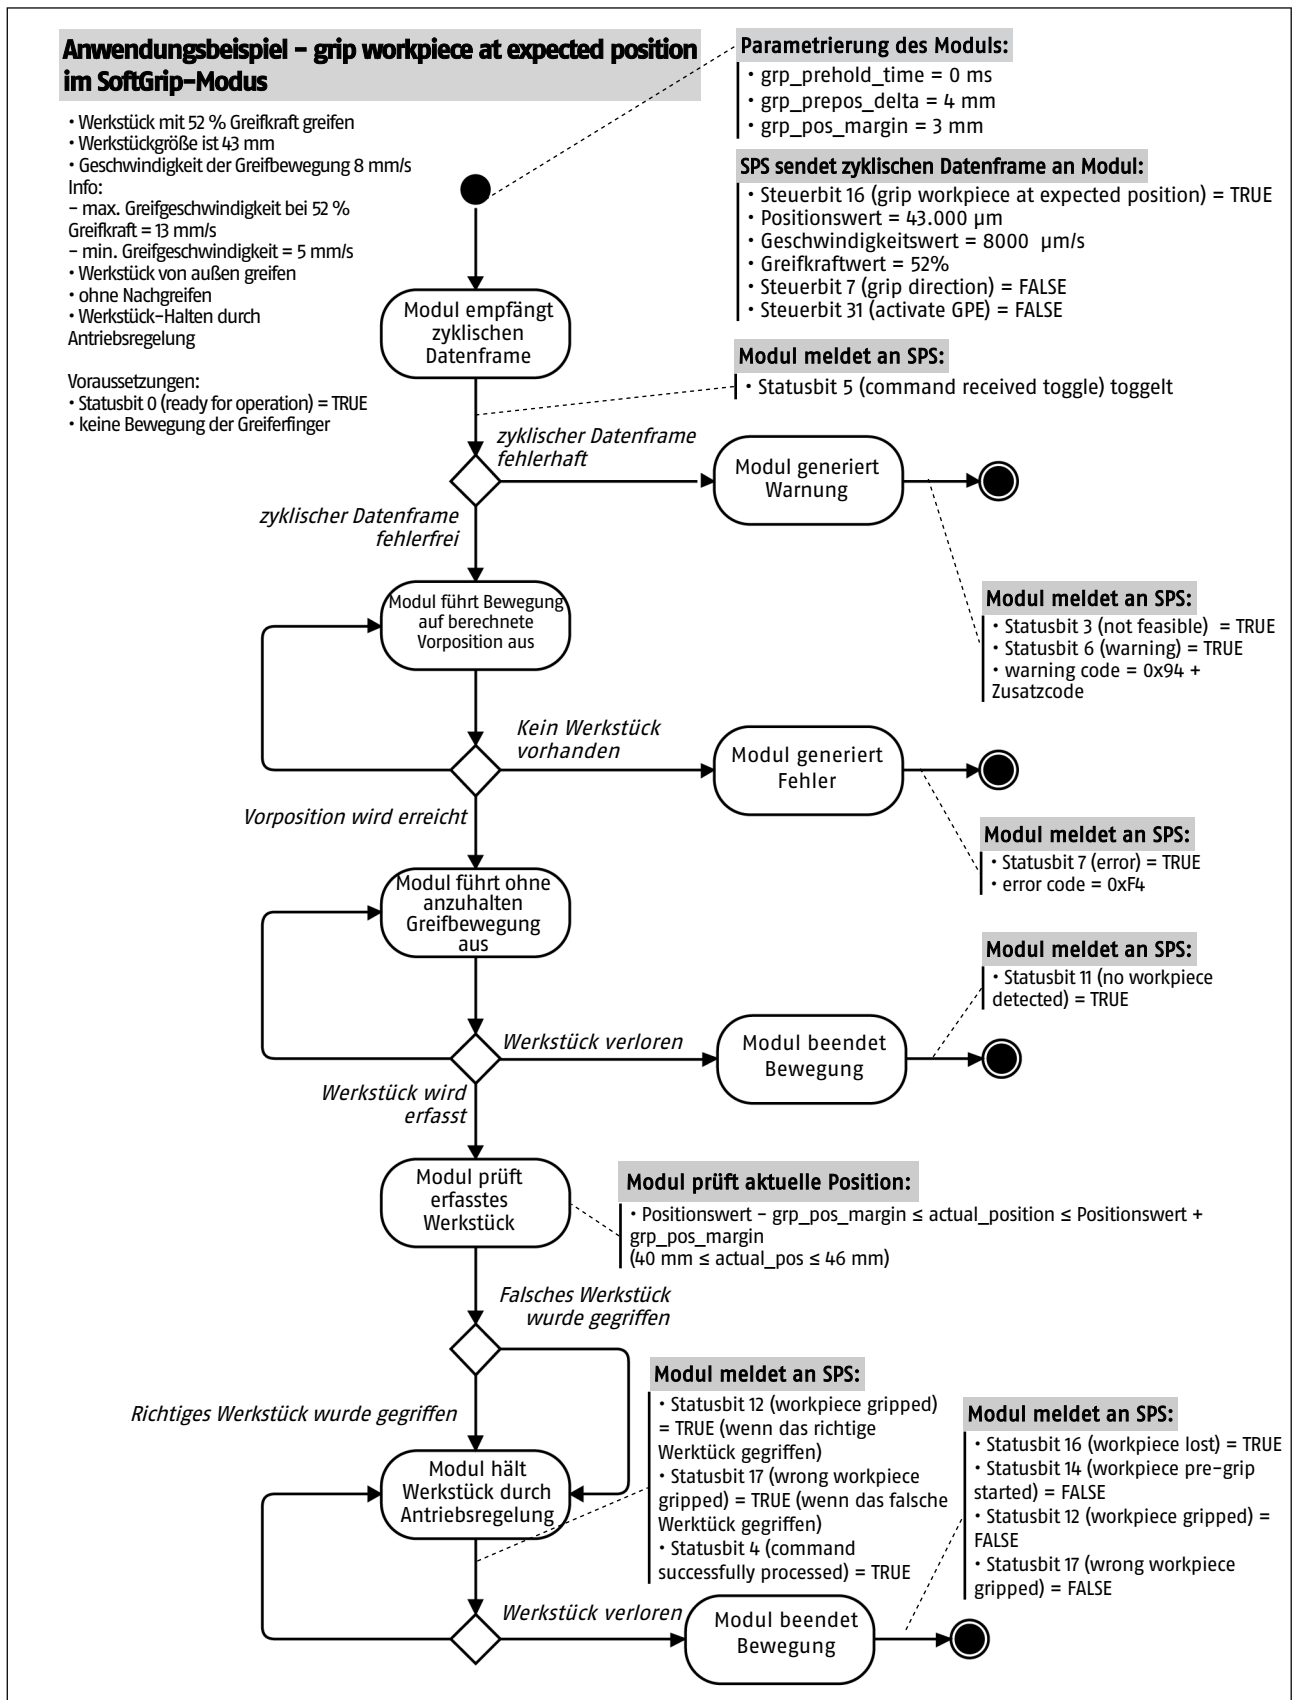 Anwendungsbeispiel – grip workpiece at expected position
im SoftGrip-Modus
• Werkstück mit 52 % Greifkraft greifen
• Werkstückgröße ist 43 mm
• Geschwindigkeit der Greifbewegung 8 mm/s
Info:
– max. Greifgeschwindigkeit bei 52 %
Greifkraft = 13 mm/s
– min. Greifgeschwindigkeit = 5 mm/s
• Werkstück von außen greifen
• ohne Nachgreifen
• Werkstück-Halten durch
Antriebsregelung
Voraussetzungen:
• Statusbit 0 (ready for operation) = TRUE
• keine Bewegung der Greiferfinger
Parametrierung des Moduls:
• grp_prehold_time = 0 ms
• grp_prepos_delta = 4 mm
• grp_pos_margin = 3 mm
SPS sendet zyklischen Datenframe an Modul:
• Steuerbit 16 (grip workpiece at expected position) = TRUE
• Positionswert = 43.000 µm
• Geschwindigkeitswert = 8000 µm/s
• Greifkraftwert = 52%
• Steuerbit 7 (grip direction) = FALSE
• Steuerbit 31 (activate GPE) = FALSE
Modul empfängt
zyklischen
Datenframe
Modul meldet an SPS:
• Statusbit 5 (command received toggle) toggelt
zyklischer Datenframe
fehlerhaft
Modul generiert
Warnung
zyklischer Datenframe
fehlerfrei
Modul meldet an SPS:
• Statusbit 3 (not feasible) = TRUE
• Statusbit 6 (warning) = TRUE
• warning code = 0x94 +
Zusatzcode
Modul führt Bewegung
auf berechnete
Vorposition aus
Kein Werkstück
vorhanden
Modul generiert
Fehler
Vorposition wird erreicht
Modul meldet an SPS:
• Statusbit 7 (error) = TRUE
• error code = 0xF4
Modul führt ohne
anzuhalten
Greifbewegung
aus
Modul meldet an SPS:
• Statusbit 11 (no workpiece
detected) = TRUE
Werkstück verloren
Modul beendet
Bewegung
Werkstück wird
erfasst
Modul prüft
erfasstes
Werkstück
Modul prüft aktuelle Position:
• Positionswert – grp_pos_margin ≤ actual_position ≤ Positionswert +
grp_pos_margin
(40 mm ≤ actual_pos ≤ 46 mm)
Falsches Werkstück
wurde gegriffen
Richtiges Werkstück wurde gegriffen
Modul hält
Werkstück durch
Antriebsregelung
Modul meldet an SPS:
• Statusbit 12 (workpiece gripped)
= TRUE (wenn das richtige
Werktück gegriffen)
• Statusbit 17 (wrong workpiece
gripped) = TRUE (wenn das falsche
Werktück gegriffen)
• Statusbit 4 (command
successfully processed) = TRUE
Modul meldet an SPS:
• Statusbit 16 (workpiece lost) = TRUE
• Statusbit 14 (workpiece pre-grip
started) = FALSE
• Statusbit 12 (workpiece gripped) =
FALSE
• Statusbit 17 (wrong workpiece
gripped) = FALSE
Werkstück verloren
Modul beendet
Bewegung